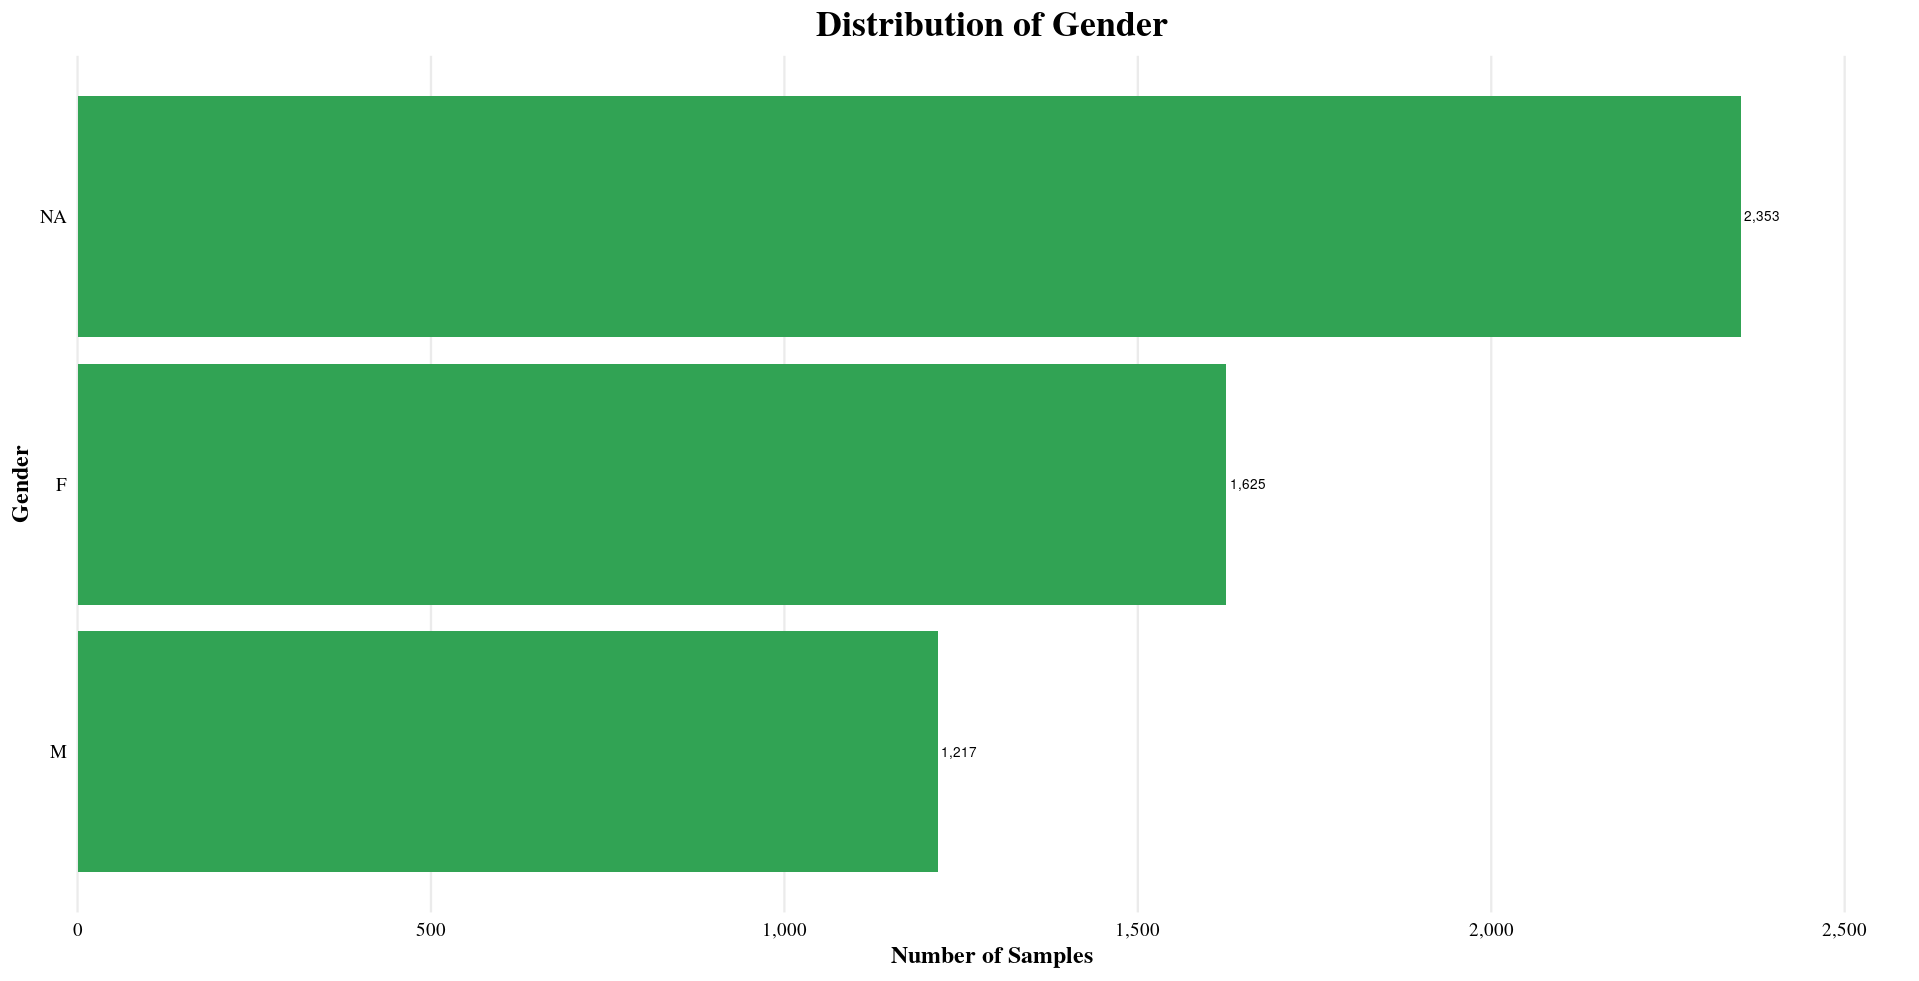 Distribution of Gender
NA
2,353
Gender
F
1,625
M
1,217
0
500
1,000
1,500
2,000
2,500
Number of Samples